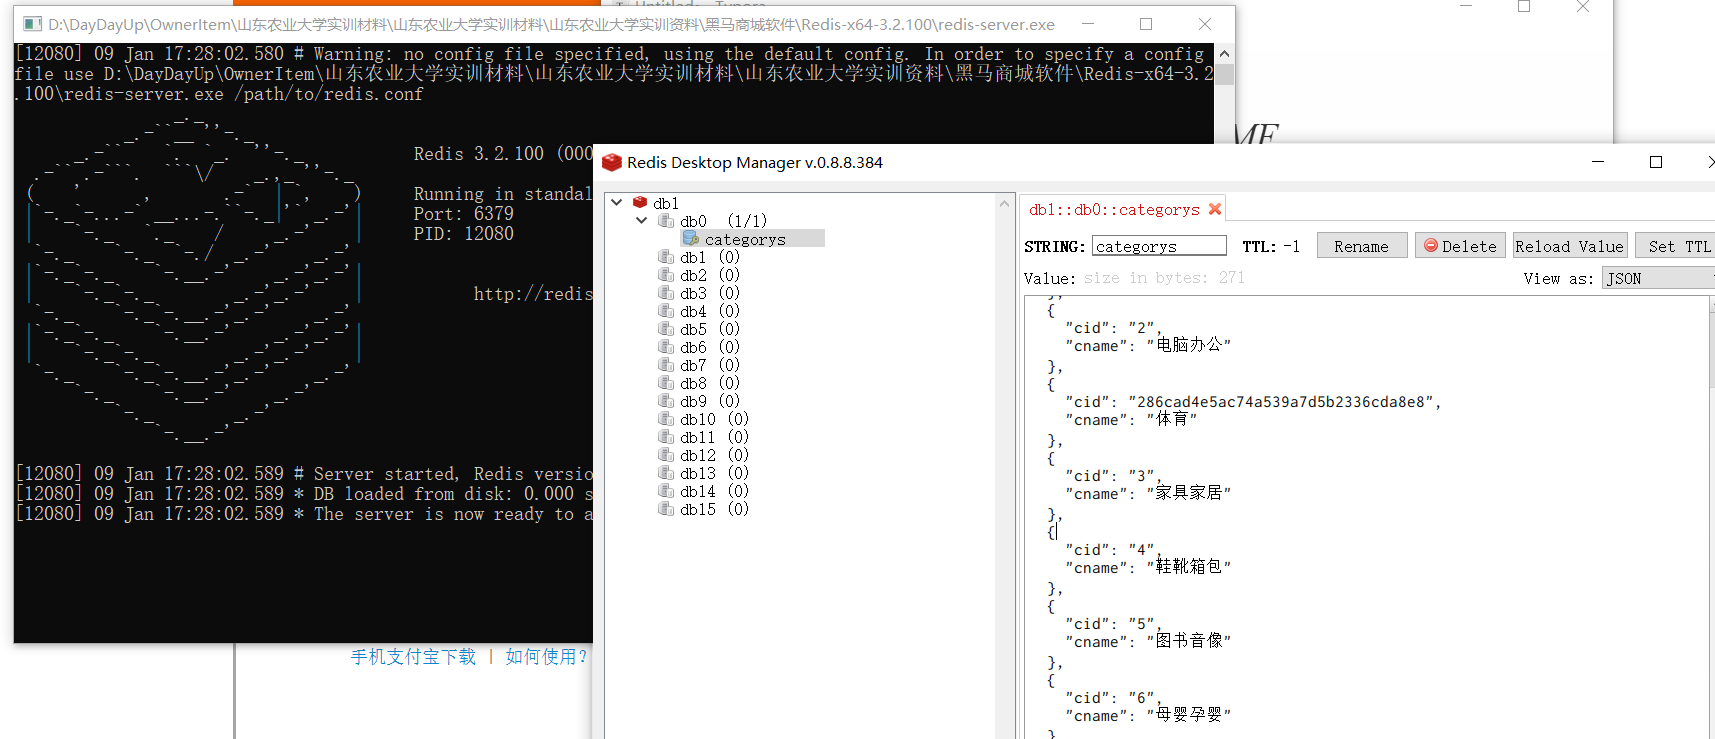 Untitled - Typora
D:\DayDayUp\OwnerItem\山东农业大学实训材料\山东农业大学实训材料\山东农业大学实训资料\黑马商城软件\Redis-x64-3.2.100\redis-server.exe
[12080] 09 Jan 17:28:02.580 # Warning: no config file specified, using the default config. In order to specify a config
file use D:\DayDayUp\OwnerItem\山东农业大学实训材料\山东农业大学实训材料\山东农业大学实训资料\黑马商城软件\Redis-x64-3.2
.100\redis-server.exe /path/to/redis.conf
Redis 3.2.100 (000
Running in standal
Port: 6379
PID: 12080
http://redis
[12080] 09 Jan 17:28:02.589 # Server started, Redis versio
[12080] 09 Jan 17:28:02.589 * DB loaded from disk: 0.000 s
[12080] 09 Jan 17:28:02.589 * The server is now ready to a
手机支付宝下载 | 如何使用?
ME
Redis Desktop Manager v.0.8.8.384
db1
db0 (1/1)
categorys
db1 (0)
db2 (0)
db3 (0)
db4 (0)
db5 (0)
db6 (0)
db7 (0)
db8 (0)
db9 (0)
db10 (0)
db11 (0)
db12 (0)
db13 (0)
db14 (0)
db15 (0)
db1::db0::categorys
STRING: categorys TTL: -1 Rename Delete Reload Value Set TTL
Value: size in bytes: 271 View as: JSON
},
{
"cid": "2",
"cname": "电脑办公"
},
{
"cid": "286cad4e5ac74a539a7d5b2336cda8e8",
"cname": "体育"
},
{
"cid": "3",
"cname": "家具家居"
},
{
"cid": "4",
"cname": "鞋靴箱包"
},
{
"cid": "5",
"cname": "图书音像"
},
{
"cid": "6",
"cname": "母婴孕婴"
}